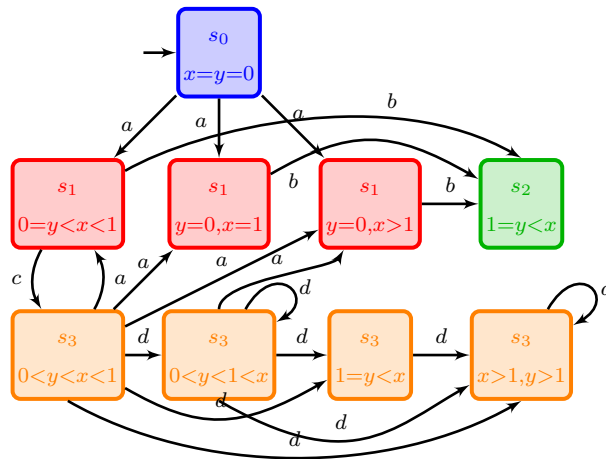 s0
x=y=0
a
a
a
b
s1
0=y<x<1
s1
y=0,x=1
b
s1
y=0,x>1
b
s2
1=y<x
c
a
a
a
a
d
d
s3
0<y<x<1
d
s3
0<y<1<x
d
s3
1=y<x
d
s3
x>1,y>1
d
d
d